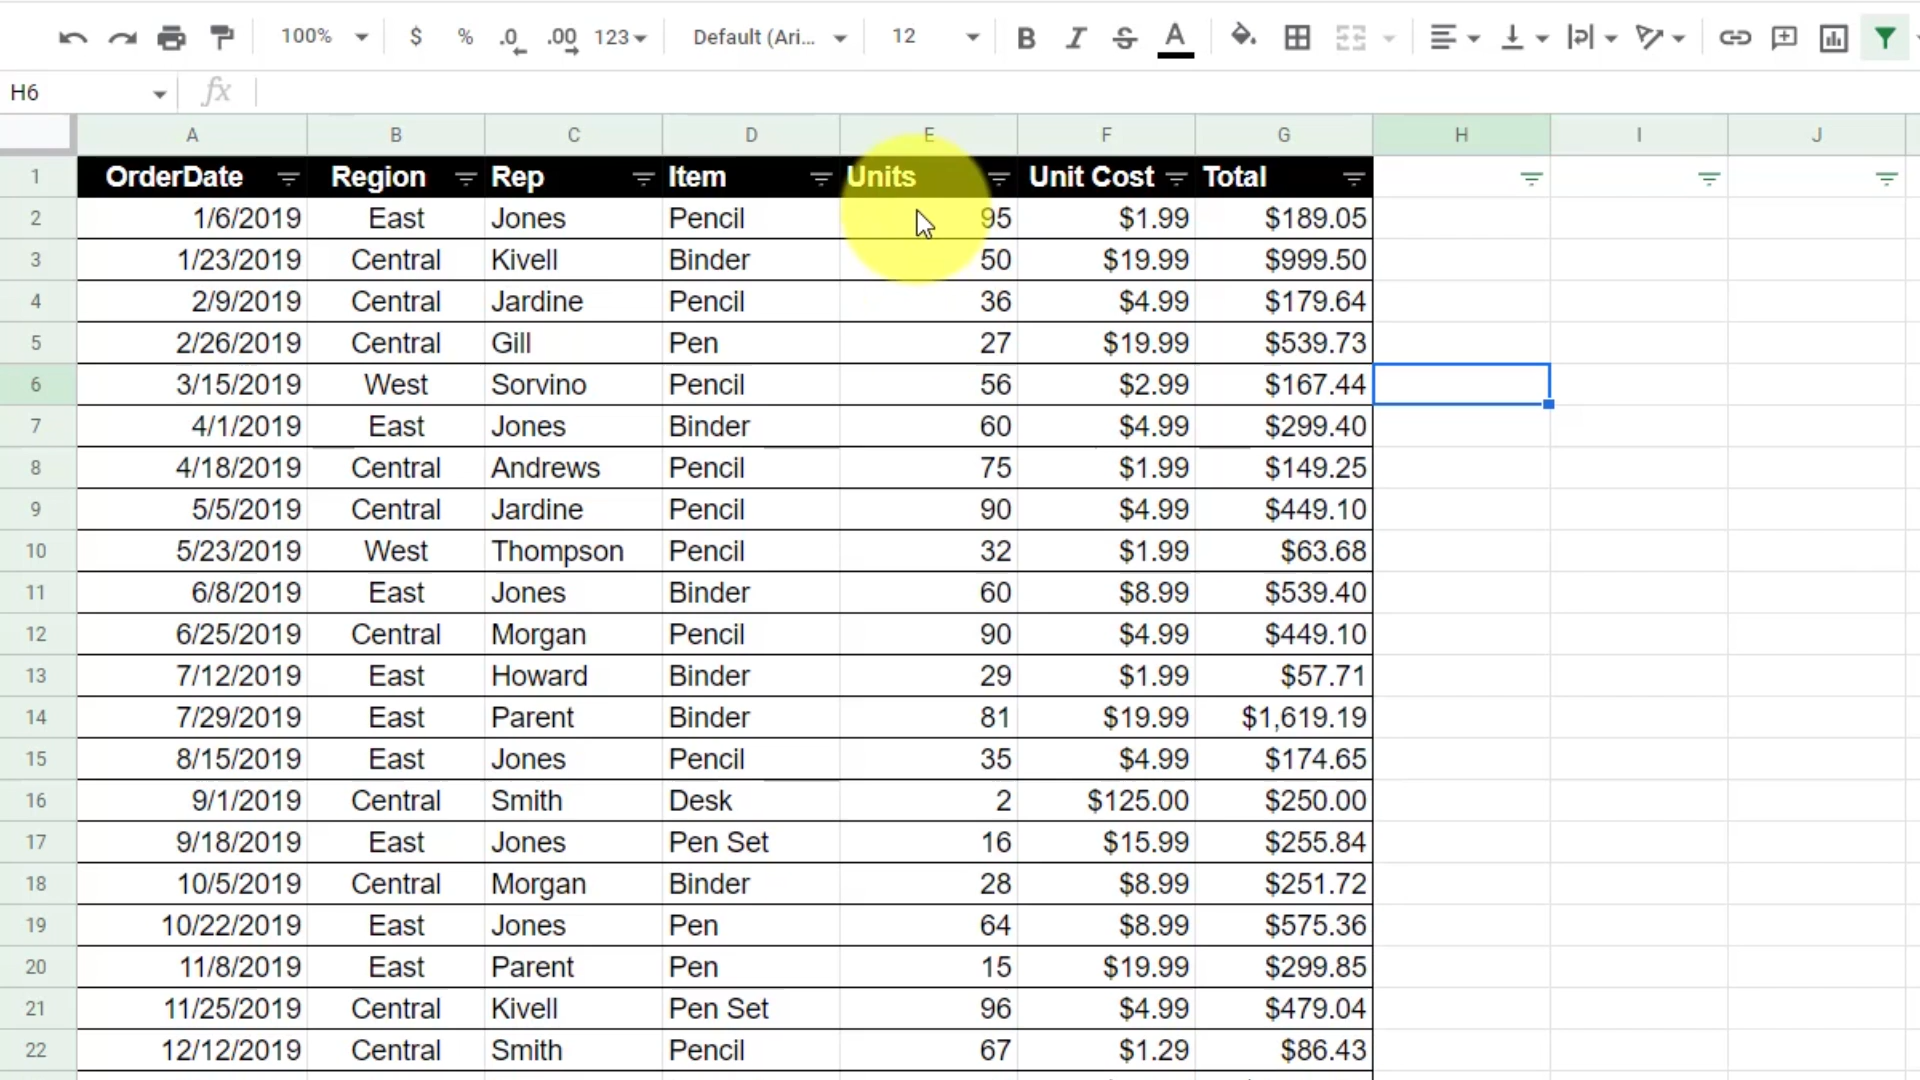 100% $ % .0 .00 123 Default (Ari... 12 B I S A
H6 fx
A B C D E F G H I J
1 OrderDate Region Rep Item Units Unit Cost Total
2 1/6/2019 East Jones Pencil 95 $1.99 $189.05
3 1/23/2019 Central Kivell Binder 50 $19.99 $999.50
4 2/9/2019 Central Jardine Pencil 36 $4.99 $179.64
5 2/26/2019 Central Gill Pen 27 $19.99 $539.73
6 3/15/2019 West Sorvino Pencil 56 $2.99 $167.44
7 4/1/2019 East Jones Binder 60 $4.99 $299.40
8 4/18/2019 Central Andrews Pencil 75 $1.99 $149.25
9 5/5/2019 Central Jardine Pencil 90 $4.99 $449.10
10 5/23/2019 West Thompson Pencil 32 $1.99 $63.68
11 6/8/2019 East Jones Binder 60 $8.99 $539.40
12 6/25/2019 Central Morgan Pencil 90 $4.99 $449.10
13 7/12/2019 East Howard Binder 29 $1.99 $57.71
14 7/29/2019 East Parent Binder 81 $19.99 $1,619.19
15 8/15/2019 East Jones Pencil 35 $4.99 $174.65
16 9/1/2019 Central Smith Desk 2 $125.00 $250.00
17 9/18/2019 East Jones Pen Set 16 $15.99 $255.84
18 10/5/2019 Central Morgan Binder 28 $8.99 $251.72
19 10/22/2019 East Jones Pen 64 $8.99 $575.36
20 11/8/2019 East Parent Pen 15 $19.99 $299.85
21 11/25/2019 Central Kivell Pen Set 96 $4.99 $479.04
22 12/12/2019 Central Smith Pencil 67 $1.29 $86.43